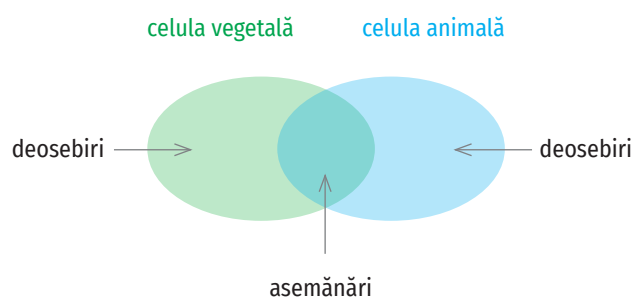 celula vegetală
celula animală
deosebiri
deosebiri
asemănări